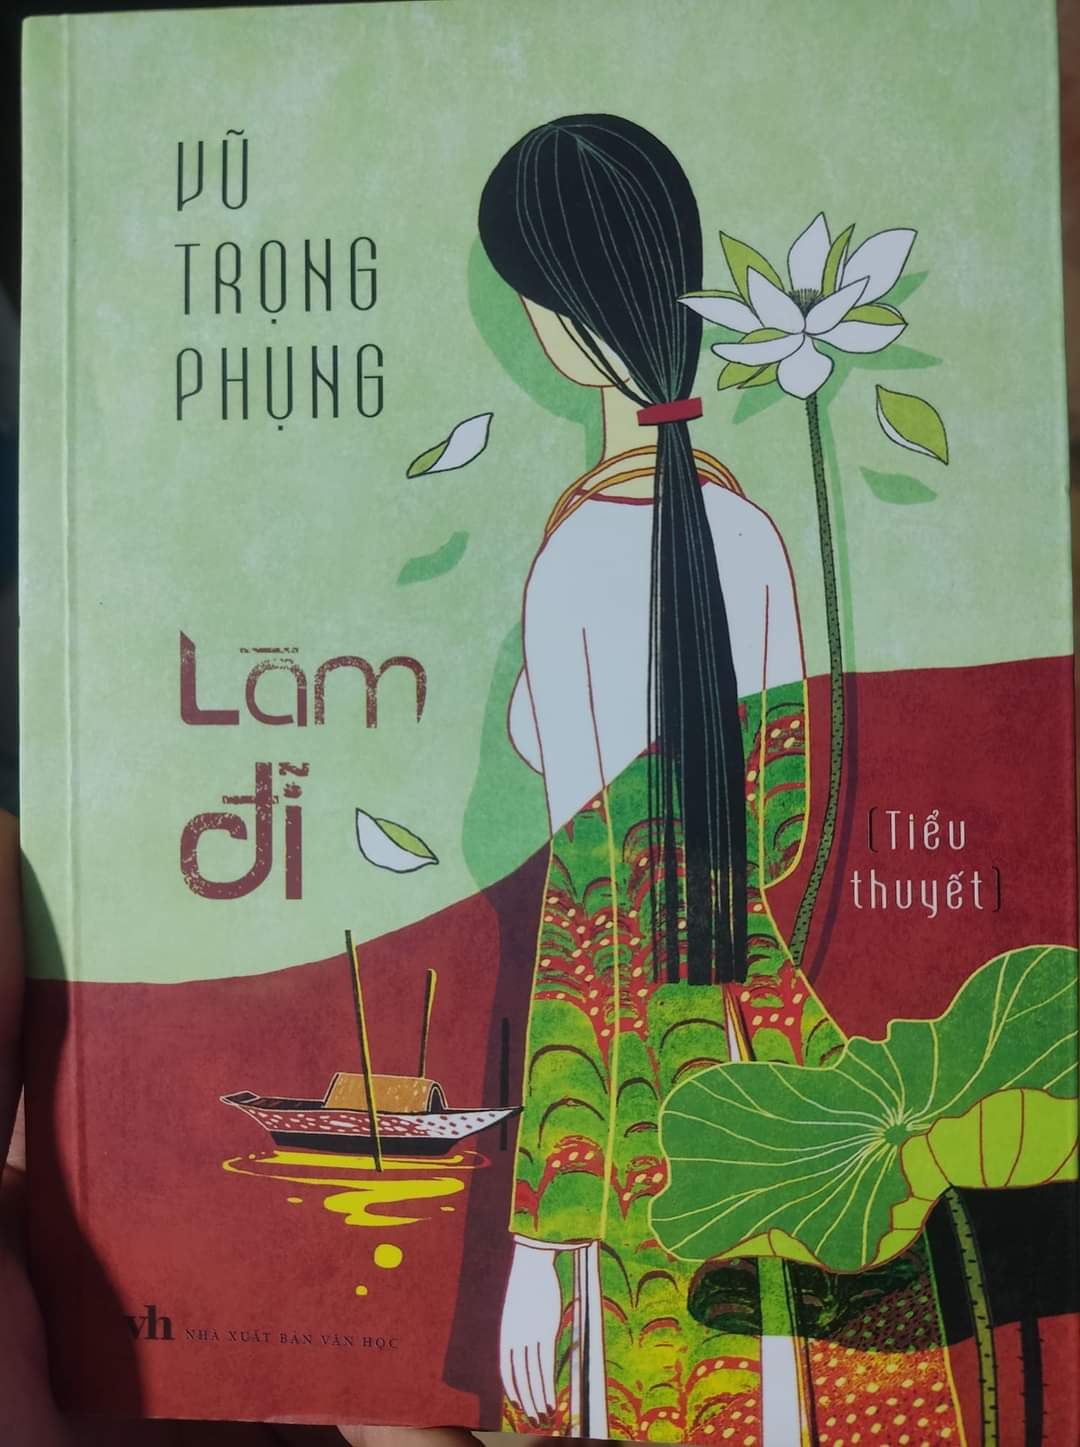 VŨ
TRỌNG
PHỤNG
Làm
đĩ
(Tiểu
thuyết)
vh NHÀ XUẤT BẢN VĂN HỌC